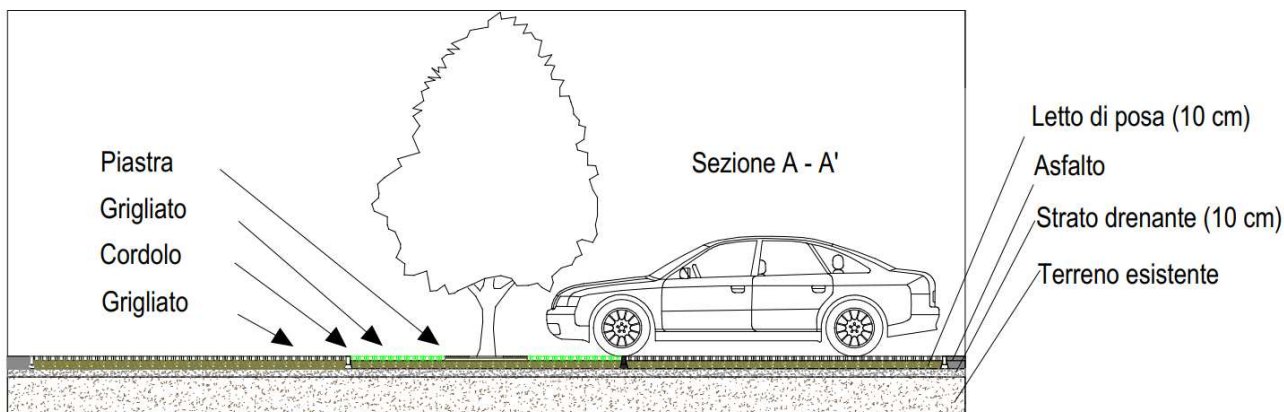 Piastra
Grigliato
Cordolo
Grigliato
Sezione A - A'
Letto di posa (10 cm)
Asfalto
Strato drenante (10 cm)
Terreno esistente